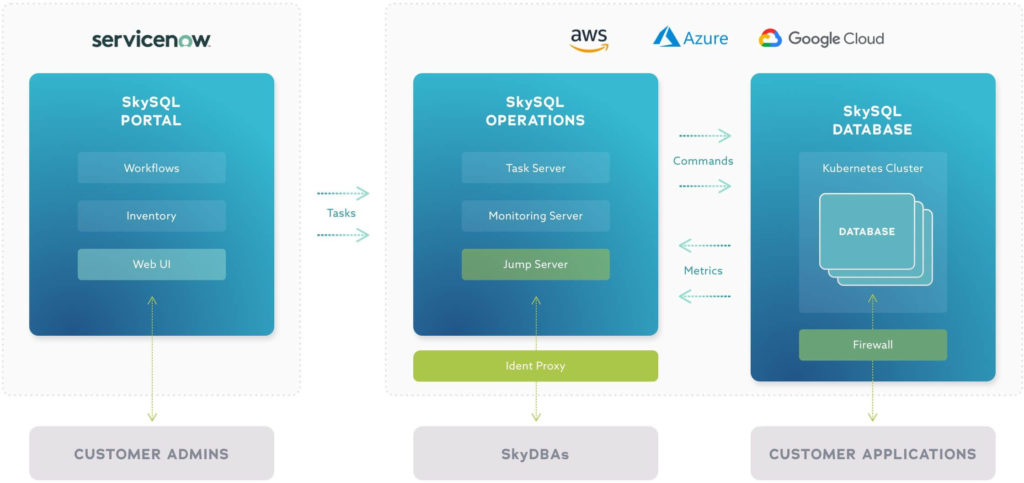 servicenow
aws
Azure
Google Cloud
SkySQL
PORTAL
Workflows
Inventory
Web UI
Tasks
SkySQL
OPERATIONS
Task Server
Monitoring Server
Jump Server
Ident Proxy
Commands
Metrics
SkySQL
DATABASE
Kubernetes Cluster
DATABASE
Firewall
CUSTOMER ADMINS
SkyDBAs
CUSTOMER APPLICATIONS